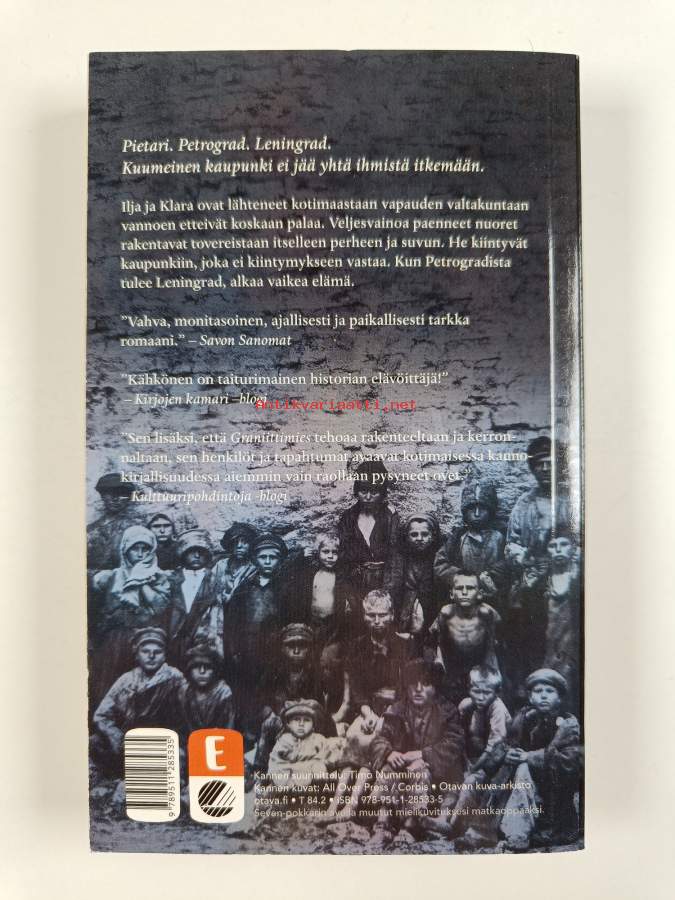 Pietari. Petrograd. Leningrad.
Kuumeinen kaupunki ei jää yhtä ihmistä itkemään.
Ilja ja Klara ovat lähteneet kotimaastaan vapauden valtakuntaan
vannoen etteivät koskaan palaa. Veljesvainoa paenneet nuoret
rakentavat tovereistaan itselleen perheen ja suvun. He kiintyvät
kaupunkiin, joka ei kiintymykseen vastaa. Kun Petrogradista
tulee Leningrad, alkaa vaikea elämä.
”Vahva, monitasoinen, ajallisesti ja paikallisesti tarkka
romaani.” – Savon Sanomat
”Kähkönen on taiturimainen historian elävöittäjä!”
– Kirjojen kamari –blogi
Antikvariaatti.net
”Sen lisäksi, että Graniittimies tehoaa rakenteeltaan ja kerron-
naltaan, sen henkilöt ja tapahtumat avaavat kotimaisessa kauno-
kirjallisuudessa aiemmin vain raollaan pysyneet ovet.”
– Kulttuuripohdintoja -blogi
E
9 789511 285335
Kannen suunnittelu: Timo Numminen
Kannen kuvat: All Over Press / Corbis • Otavan kuva-arkisto
otava.fi • T 84.2 • ISBN 978-951-1-28533-5
Seven-pokkarin avulla muutut mielikuvituksesi matkaoppaaksi.